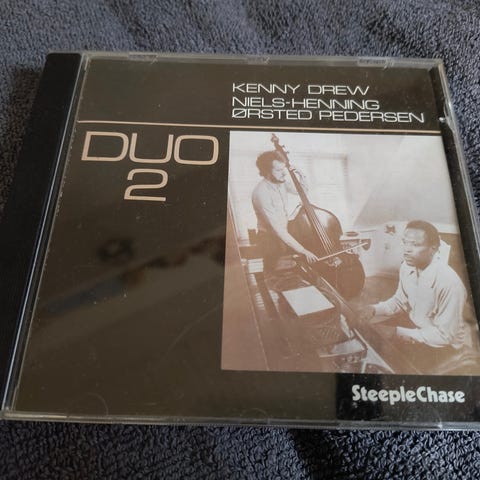 KENNY DREW
NIELS-HENNING
ØRSTED PEDERSEN
DUO
2
SteepleChase